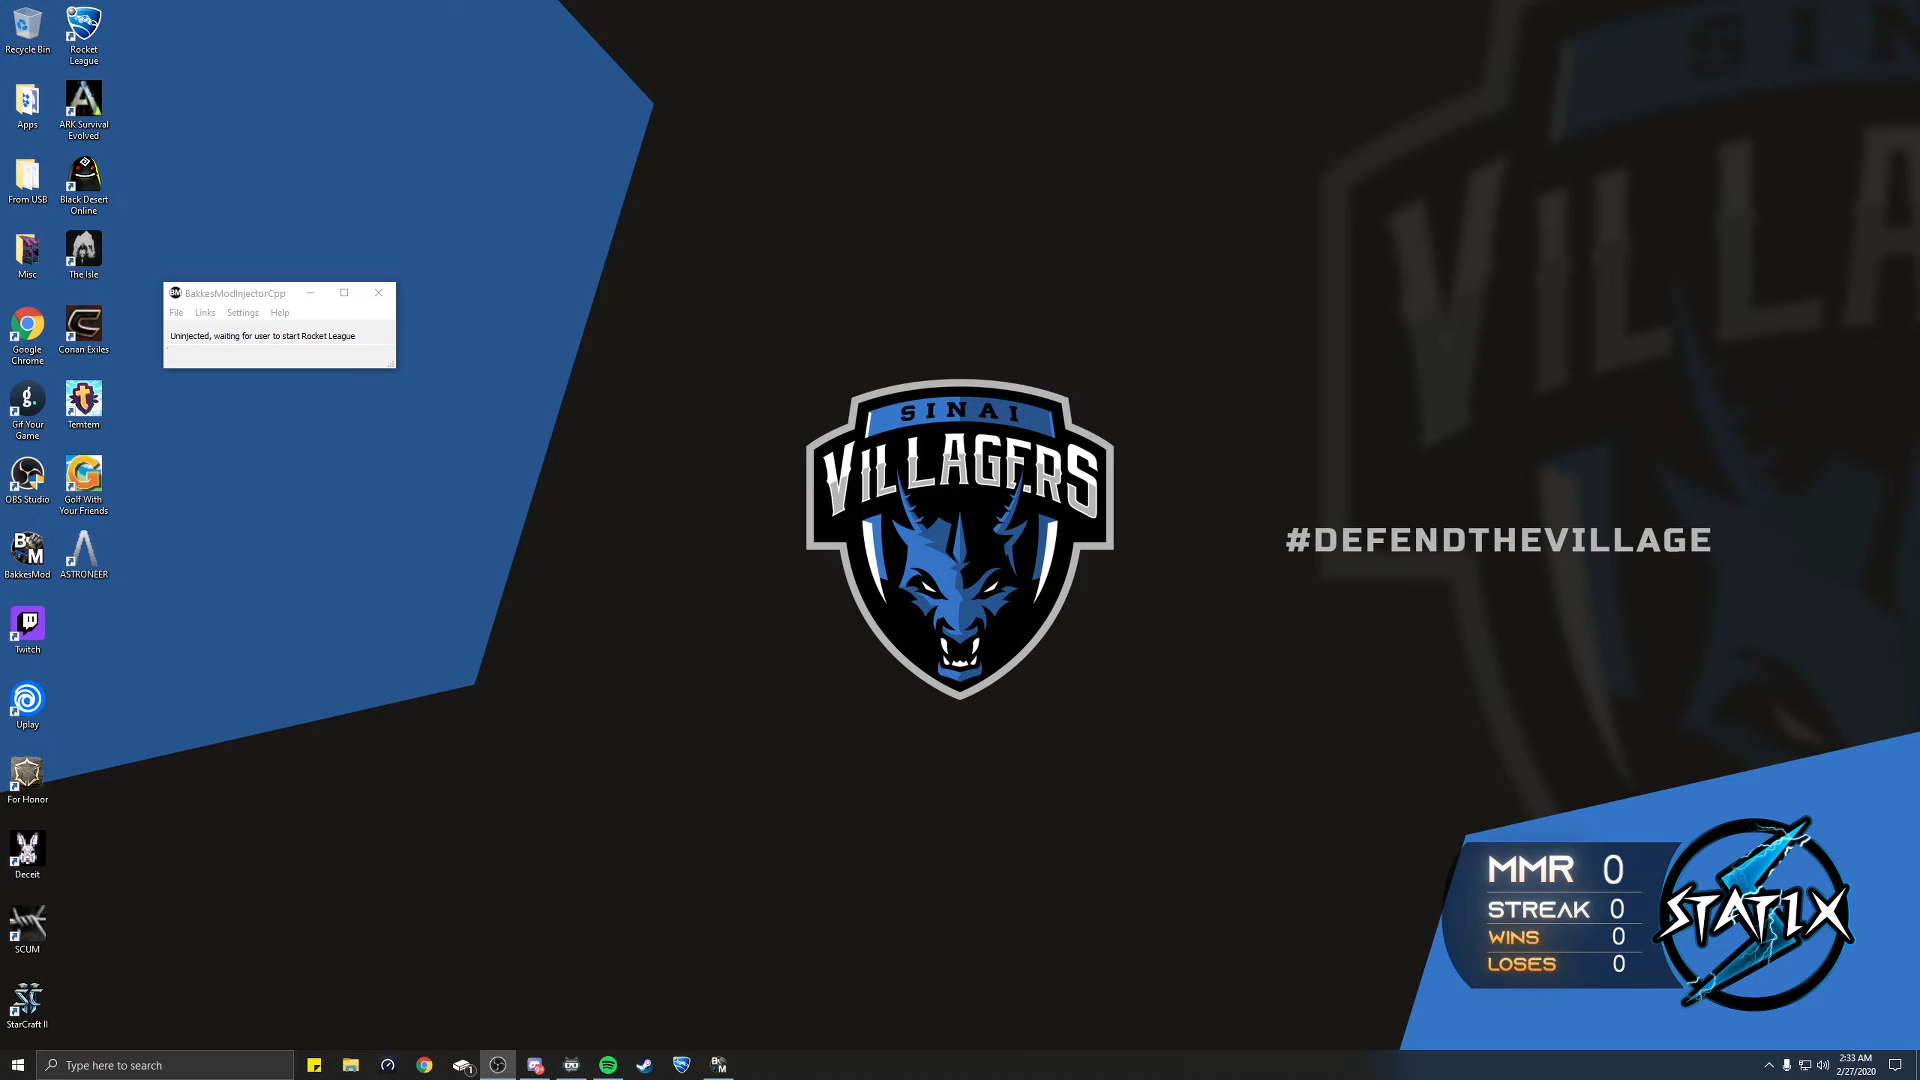 Recycle Bin
Rocket
League
Apps
ARK Survival
Evolved
From USB
Black Desert
Online
Misc
The Isle
Google
Chrome
Conan Exiles
Gif Your
Game
Temtem
OBS Studio
Golf With
Your Friends
BM
BakkesMod
ASTRONEER
Twitch
Uplay
For Honor
Deceit
SCUM
StarCraft II
BakkesModInjectorCpp
File Links Settings Help
Uninjected, waiting for user to start Rocket League
SINAI
VILLAGERS
#DEFENDTHEVILLAGE
MMR 0
STREAK 0
WINS 0
LOSES 0
STAT1X
Type here to search
2:33 AM
2/27/2020